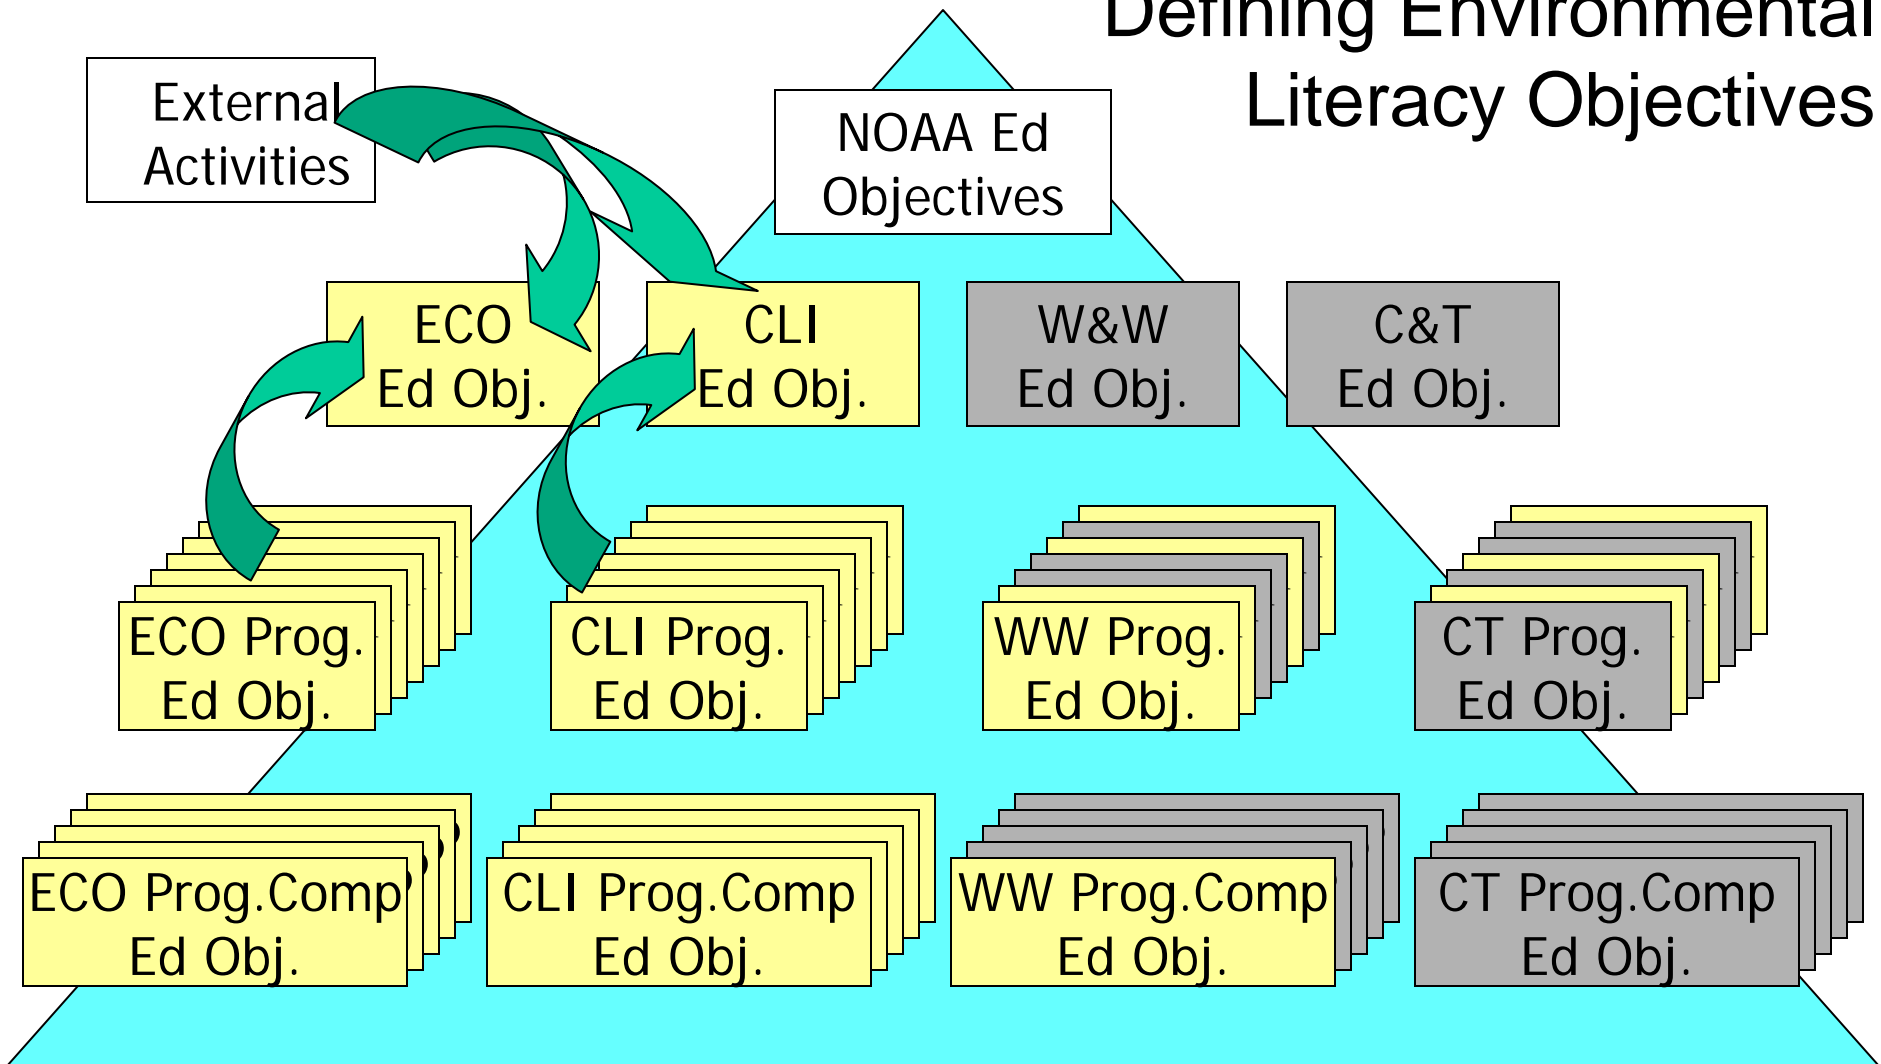 Defining Environmental
Literacy Objectives
External
Activities
NOAA Ed
Objectives
ECO
Ed Obj.
CLI
Ed Obj.
W&W
Ed Obj.
C&T
Ed Obj.
ECO Prog.
Ed Obj.
CLI Prog.
Ed Obj.
WW Prog.
Ed Obj.
CT Prog.
Ed Obj.
ECO Prog.Comp
Ed Obj.
CLI Prog.Comp
Ed Obj.
WW Prog.Comp
Ed Obj.
CT Prog.Comp
Ed Obj.